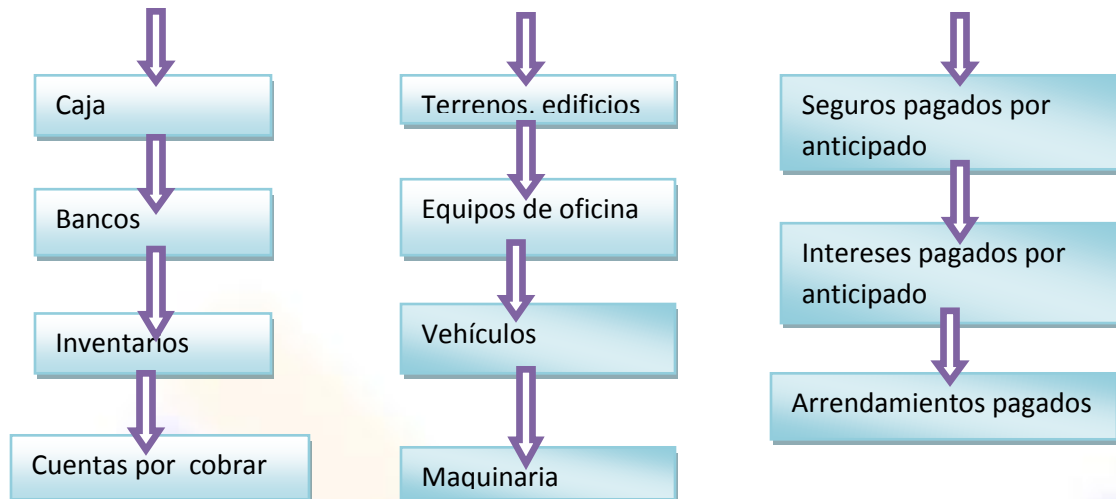 Caja
Bancos
Inventarios
Cuentas por cobrar
Terrenos. edificios
Equipos de oficina
Vehículos
Maquinaria
Seguros pagados por
anticipado
Intereses pagados por
anticipado
Arrendamientos pagados